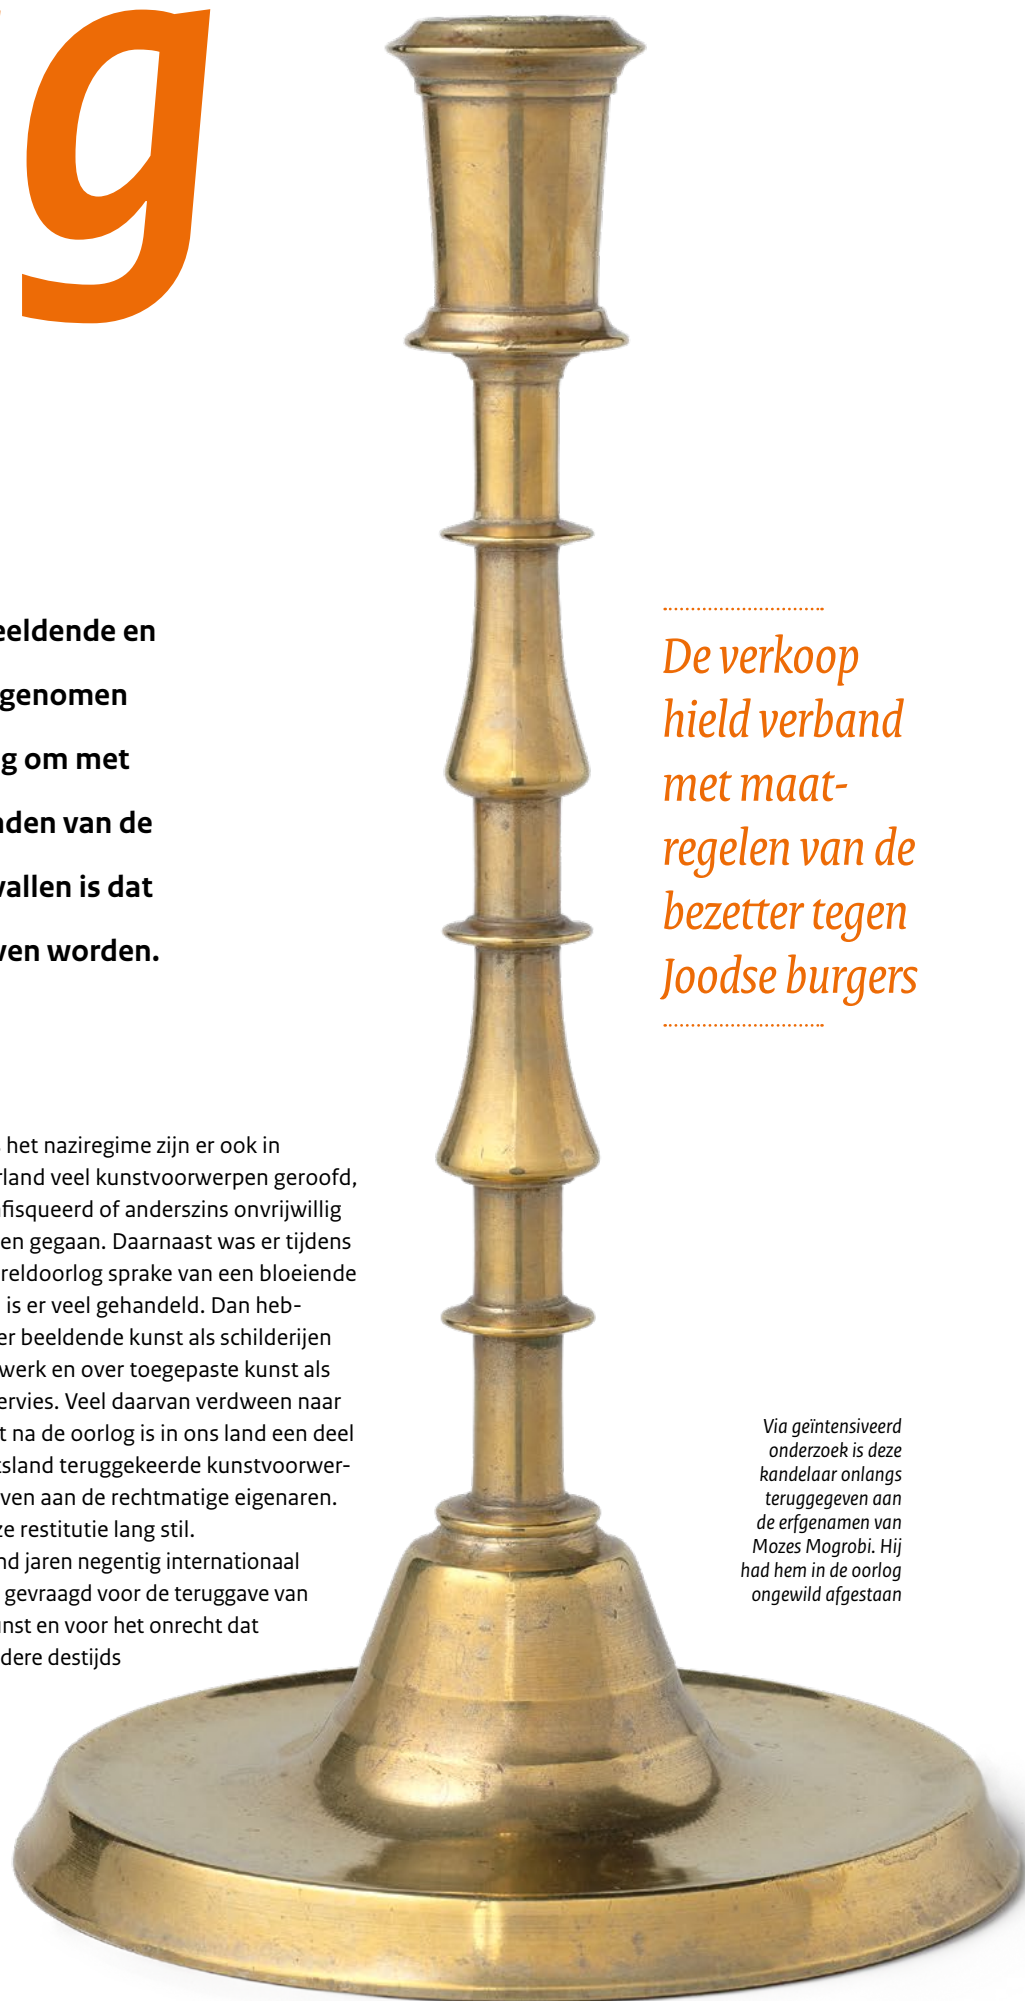 g
eeldende en
genomen
g om met
nden van de
vallen is dat
ven worden.
De verkoop
hield verband
met maat-
regelen van de
bezetter tegen
Joodse burgers
het naziregime zijn er ook in
rland veel kunstvoorwerpen geroofd,
fisqueerd of anderszins onvrijwillig
en gegaan. Daarnaast was er tijdens
reldoorlog sprake van een bloeiende
is er veel gehandeld. Dan heb-
er beeldende kunst als schilderijen
werk en over toegepaste kunst als
ervies. Veel daarvan verdween naar
t na de oorlog is in ons land een deel
tsland teruggekeerde kunstvoorwer-
ven aan de rechtmatige eigenaren.
ze restitutie lang stil.
nd jaren negentig internationaal
gevraagd voor de teruggave van
unst en voor het onrecht dat
dere destijds
Via geïntensiveerd
onderzoek is deze
kandelaar onlangs
teruggegeven aan
de erfgenamen van
Mozes Mogrobi. Hij
had hem in de oorlog
ongewild afgestaan